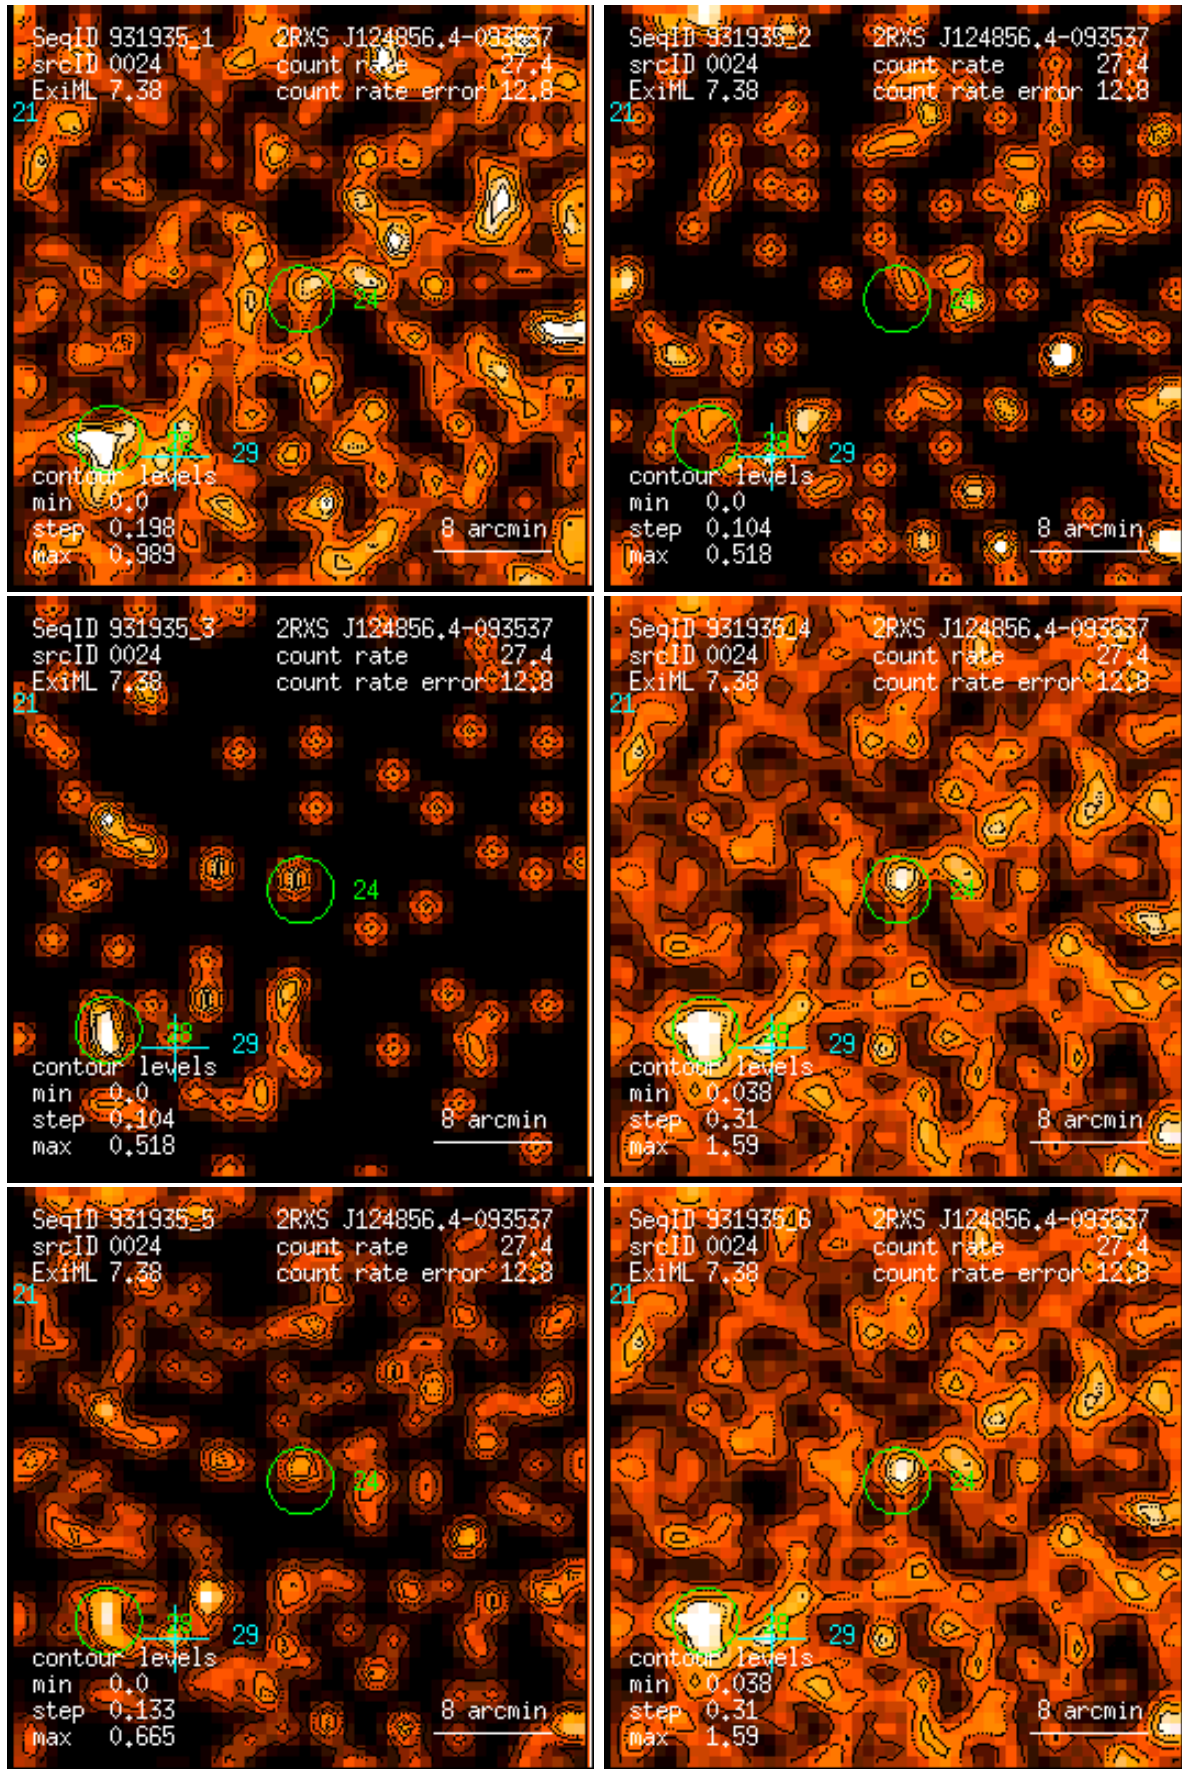 SeqID 931935_1 2RXS J124856.4-093537
srcID 0024 count rate 27.4
ExiML 7.38 count rate error 12.8
21
24
28
29
contour levels
min 0.0
step 0.198
max 0.989
8 arcmin
SeqID 931935_2 2RXS J124856.4-093537
srcID 0024 count rate 27.4
ExiML 7.38 count rate error 12.8
21
24
28
29
contour levels
min 0.0
step 0.104
max 0.518
8 arcmin
SeqID 931935_3 2RXS J124856.4-093537
srcID 0024 count rate 27.4
ExiML 7.38 count rate error 12.8
21
24
28
29
contour levels
min 0.0
step 0.104
max 0.518
8 arcmin
SeqID 931935_4 2RXS J124856.4-093537
srcID 0024 count rate 27.4
ExiML 7.38 count rate error 12.8
21
24
28
29
contour levels
min 0.038
step 0.31
max 1.59
8 arcmin
SeqID 931935_5 2RXS J124856.4-093537
srcID 0024 count rate 27.4
ExiML 7.38 count rate error 12.8
21
24
28
29
contour levels
min 0.0
step 0.133
max 0.665
8 arcmin
SeqID 931935_6 2RXS J124856.4-093537
srcID 0024 count rate 27.4
ExiML 7.38 count rate error 12.8
21
24
28
29
contour levels
min 0.038
step 0.31
max 1.59
8 arcmin